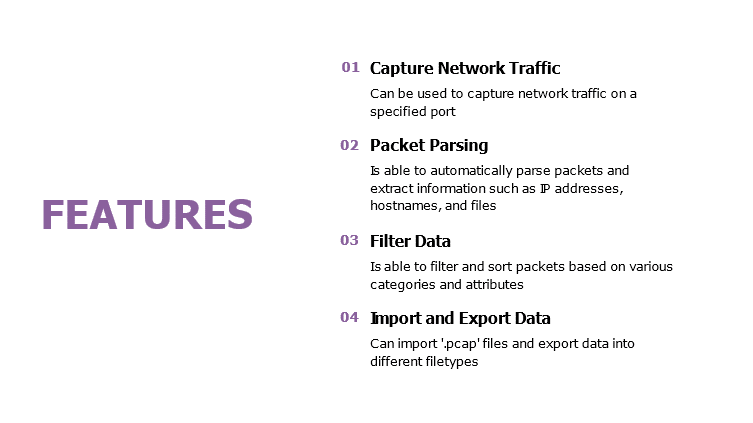 FEATURES
01 Capture Network Traffic
Can be used to capture network traffic on a
specified port
02 Packet Parsing
Is able to automatically parse packets and
extract information such as IP addresses,
hostnames, and files
03 Filter Data
Is able to filter and sort packets based on various
categories and attributes
04 Import and Export Data
Can import '.pcap' files and export data into
different filetypes